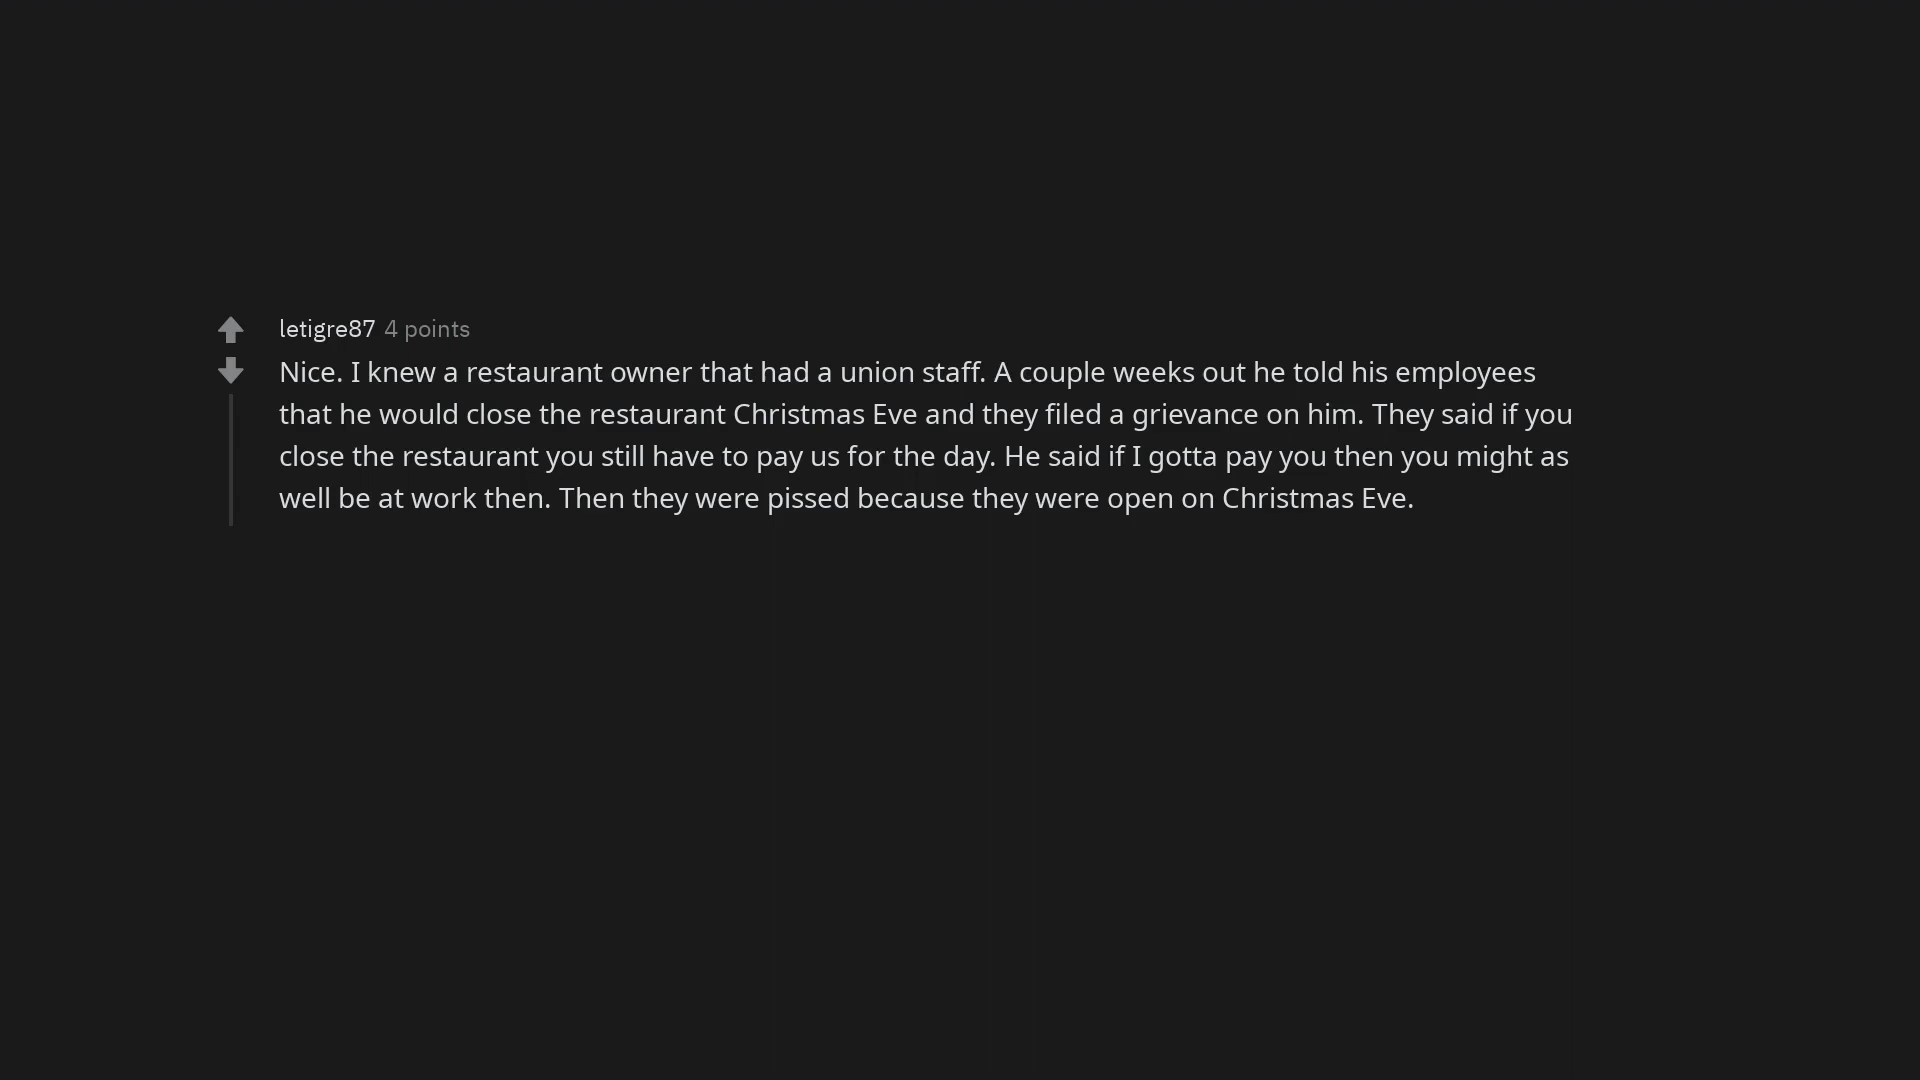 letigre87 4 points
Nice. I knew a restaurant owner that had a union staff. A couple weeks out he told his employees
that he would close the restaurant Christmas Eve and they filed a grievance on him. They said if you
close the restaurant you still have to pay us for the day. He said if I gotta pay you then you might as
well be at work then. Then they were pissed because they were open on Christmas Eve.